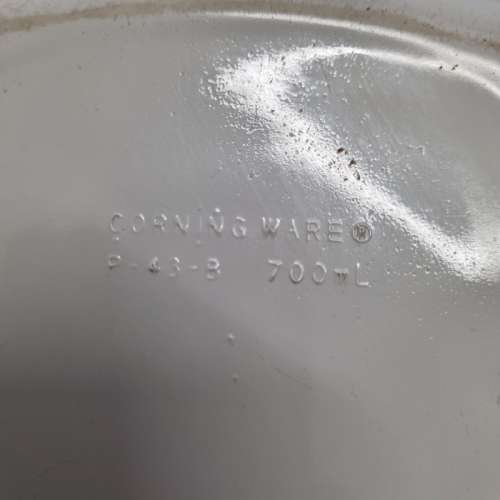 CORNING WARE®
P-43-B 700mL